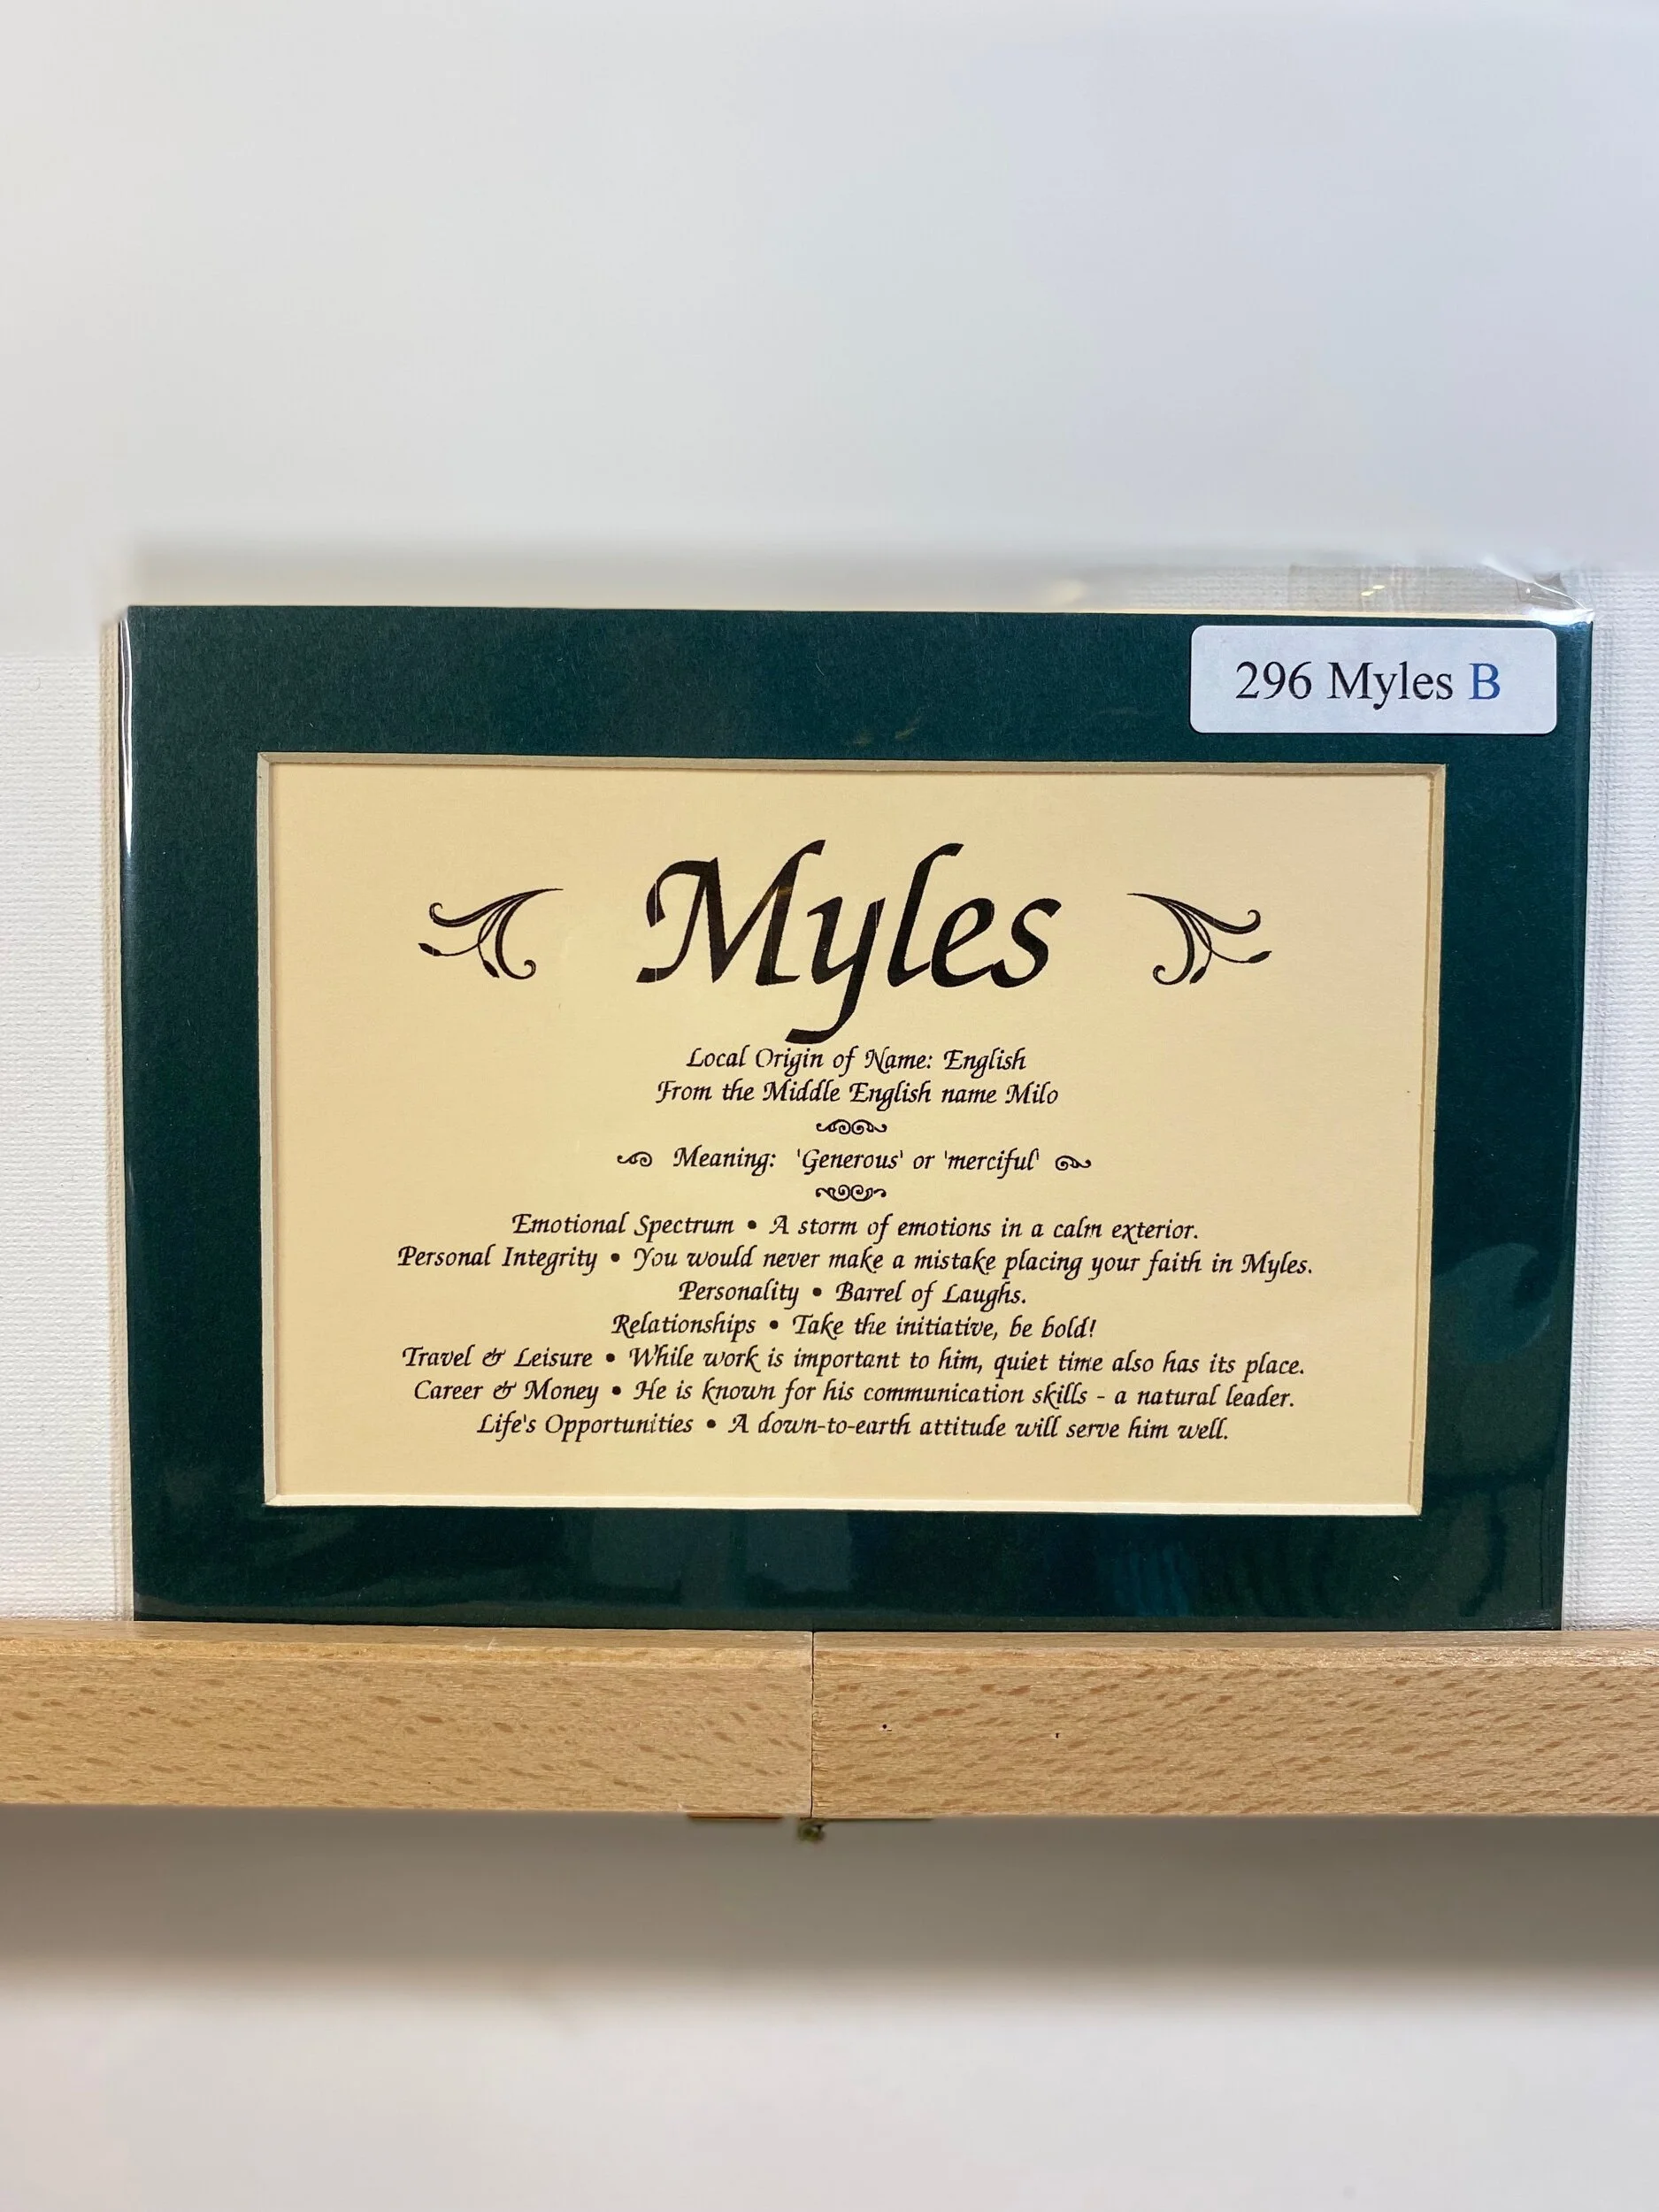 296 Myles B
Myles
Local Origin of Name: English
From the Middle English name Milo
Meaning: 'Generous' or 'merciful'
Emotional Spectrum • A storm of emotions in a calm exterior.
Personal Integrity • You would never make a mistake placing your faith in Myles.
Personality • Barrel of Laughs.
Relationships • Take the initiative, be bold!
Travel & Leisure • While work is important to him, quiet time also has its place.
Career & Money • He is known for his communication skills - a natural leader.
Life's Opportunities • A down-to-earth attitude will serve him well.